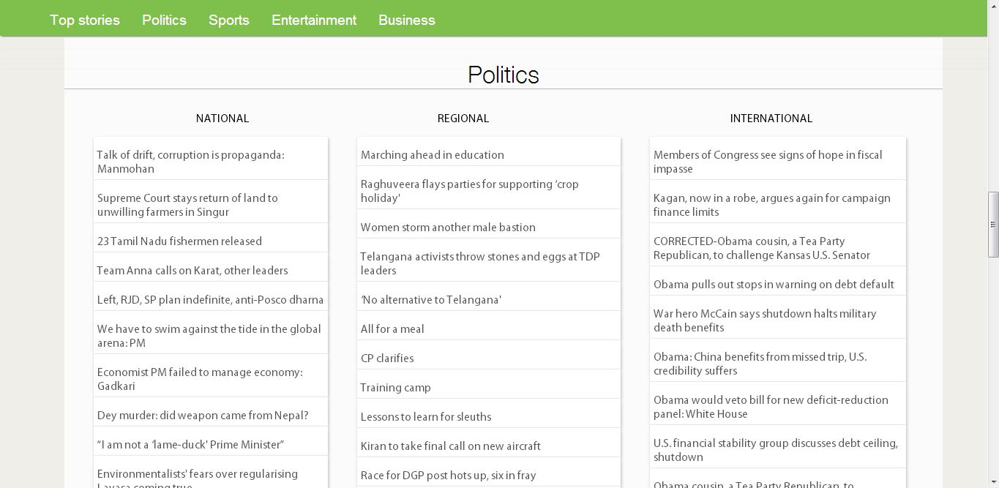 Top stories Politics Sports Entertainment Business
Politics
NATIONAL
Talk of drift, corruption is propaganda:
Manmohan
Supreme Court stays return of land to
unwilling farmers in Singur
23 Tamil Nadu fishermen released
Team Anna calls on Karat, other leaders
Left, RJD, SP plan indefinite, anti-Posco dharna
We have to swim against the tide in the global
arena: PM
Economist PM failed to manage economy:
Gadkari
Dey murder: did weapon came from Nepal?
“I am not a ‘lame-duck' Prime Minister”
Environmentalists' fears over regularising
Lavasa coming true
REGIONAL
Marching ahead in education
Raghuveera flays parties for supporting ‘crop
holiday'
Women storm another male bastion
Telangana activists throw stones and eggs at TDP
leaders
‘No alternative to Telangana'
All for a meal
CP clarifies
Training camp
Lessons to learn for sleuths
Kiran to take final call on new aircraft
Race for DGP post hots up, six in fray
INTERNATIONAL
Members of Congress see signs of hope in fiscal
impasse
Kagan, now in a robe, argues again for campaign
finance limits
CORRECTED-Obama cousin, a Tea Party
Republican, to challenge Kansas U.S. Senator
Obama pulls out stops in warning on debt default
War hero McCain says shutdown halts military
death benefits
Obama: China benefits from missed trip, U.S.
credibility suffers
Obama would veto bill for new deficit-reduction
panel: White House
U.S. financial stability group discusses debt ceiling,
shutdown
Obama cousin, a Tea Party Republican, to